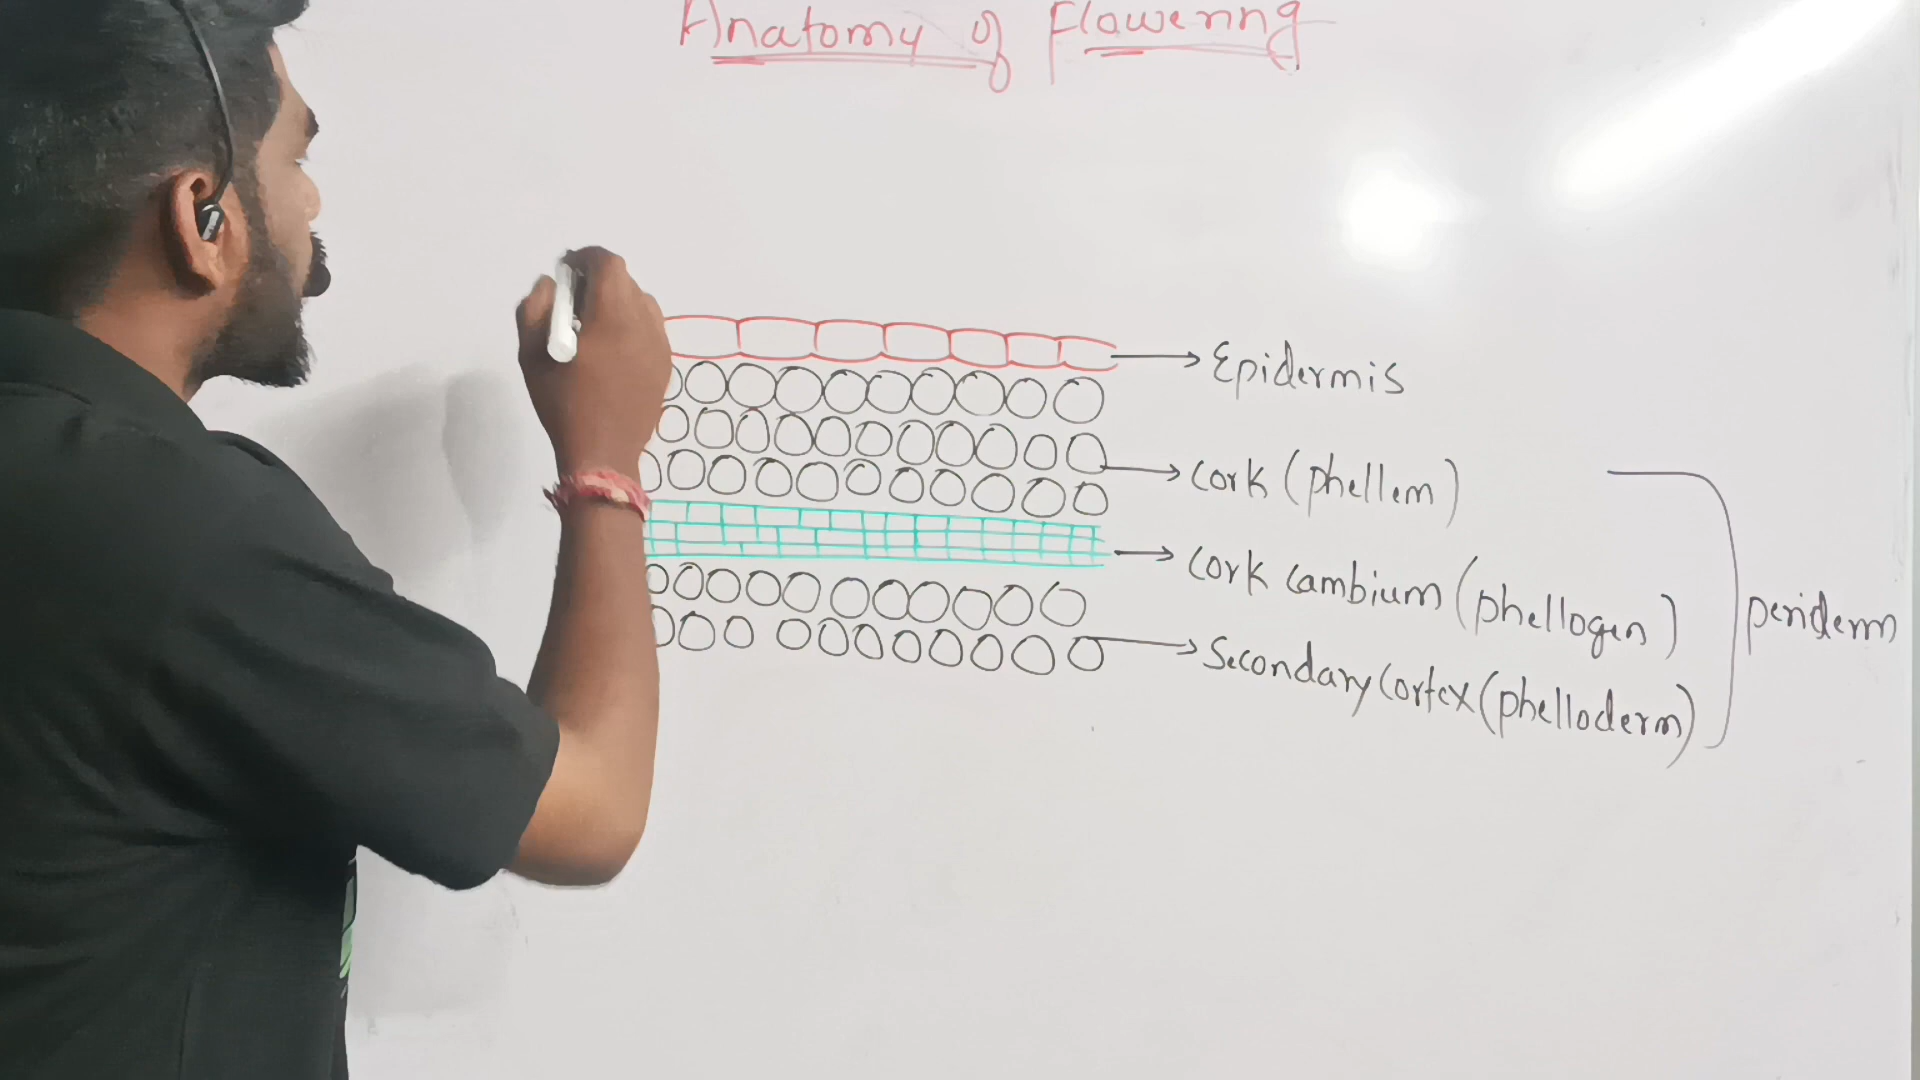 Anatomy of Flowering
Epidermis
Cork (phellem)
Cork Cambium (phellogen)
Secondary Cortex (phelloderm)
periderm